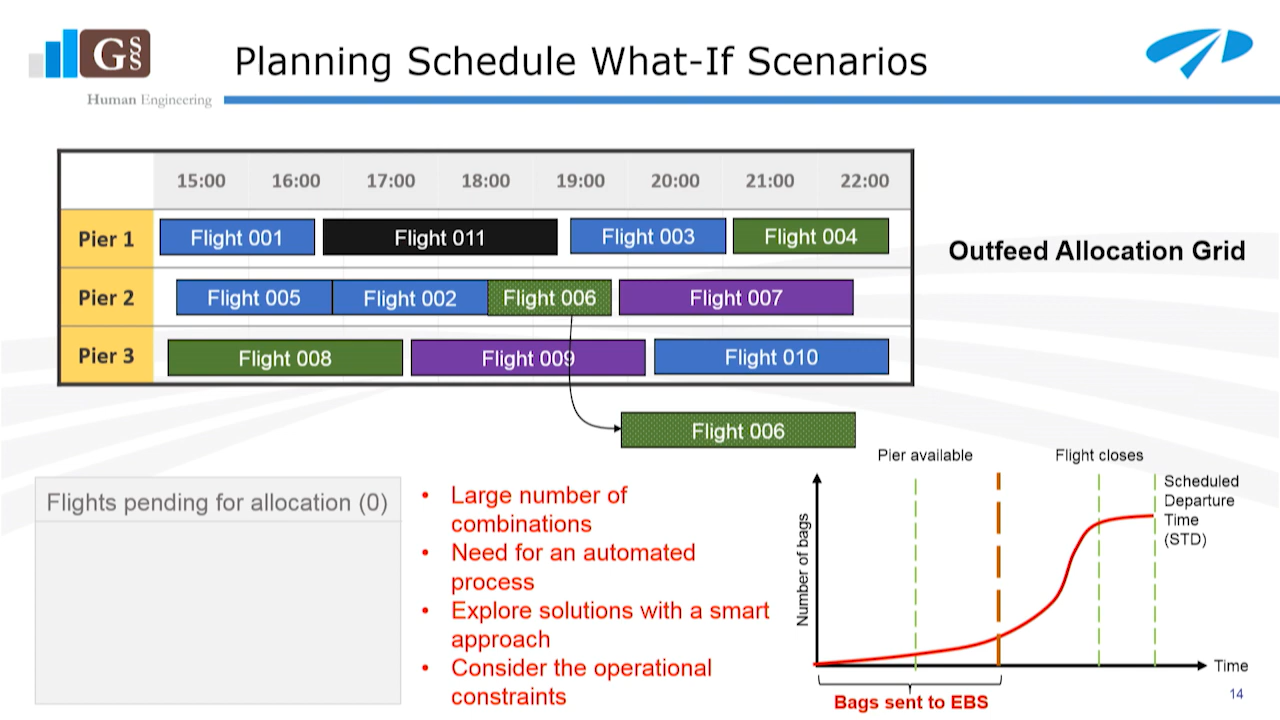 G§§
Planning Schedule What-If Scenarios
Human Engineering
15:00 16:00 17:00 18:00 19:00 20:00 21:00 22:00
Pier 1 Flight 001 Flight 011 Flight 003 Flight 004
Outfeed Allocation Grid
Pier 2 Flight 005 Flight 002 Flight 006 Flight 007
Pier 3 Flight 008 Flight 009 Flight 010
Flight 006
Flights pending for allocation (0)
• Large number of
combinations
• Need for an automated
process
• Explore solutions with a smart
approach
• Consider the operational
constraints
Pier available Flight closes
Scheduled
Departure
Time
(STD)
Number of bags
Time
Bags sent to EBS
14